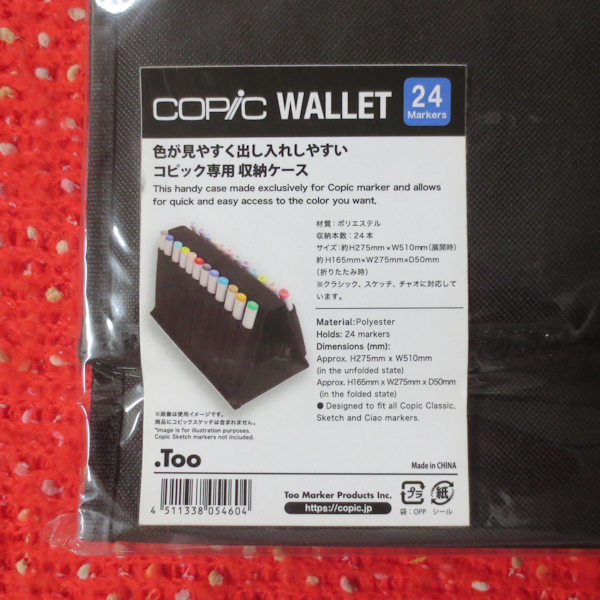 COPIC WALLET
24
Markers
色が見やすく出し入れしやすい
コピック専用 収納ケース
This handy case made exclusively for Copic marker and allows
for quick and easy access to the color you want.
材質：ポリエステル
収納本数：24本
サイズ：約H275mm×W510mm（展開時）
約H165mm×W275mm×D50mm
（折りたたみ時）
※クラシック、スケッチ、チャオに対応して
います。
Material:Polyester
Holds: 24 markers
Dimensions (mm):
Approx. H275mm x W510mm
(in the unfolded state)
Approx. H165mm x W275mm x D50mm
(in the folded state)
● Designed to fit all Copic Classic,
Sketch and Ciao markers.
※画像は使用イメージです。
商品にコピックスケッチは含まれません。
*Image is for illustration purposes.
Copic Sketch markers not included.
.Too
Made in CHINA
4 511338 054604
Too Marker Products Inc.
https://copic.jp
プラ
紙
袋：OPP シール